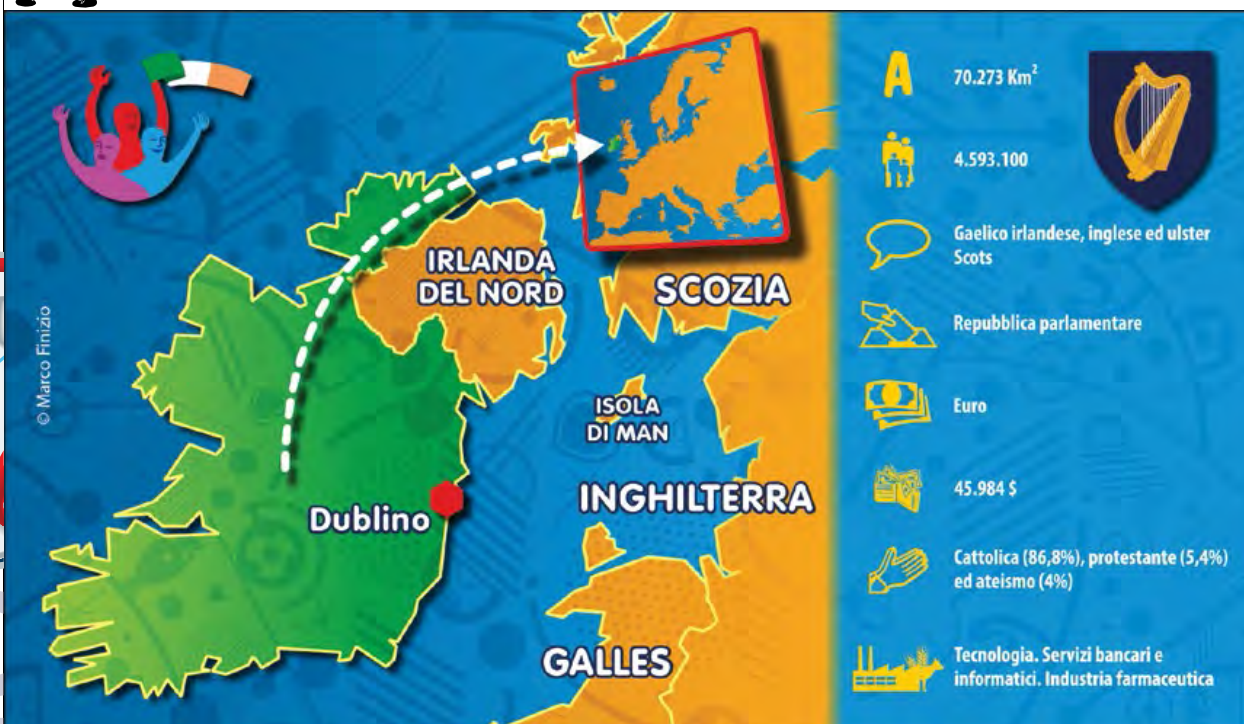 © Marco Finizio
IRLANDA
DEL NORD
SCOZIA
ISOLA
DI MAN
INGHILTERRA
Dublino
GALLES
A
70.273 Km²
4.593.100
Gaelico irlandese, inglese ed ulster
Scots
Repubblica parlamentare
Euro
45.984 $
Cattolica (86,8%), protestante (5,4%)
ed ateismo (4%)
Tecnologia. Servizi bancari e
informatici. Industria farmaceutica